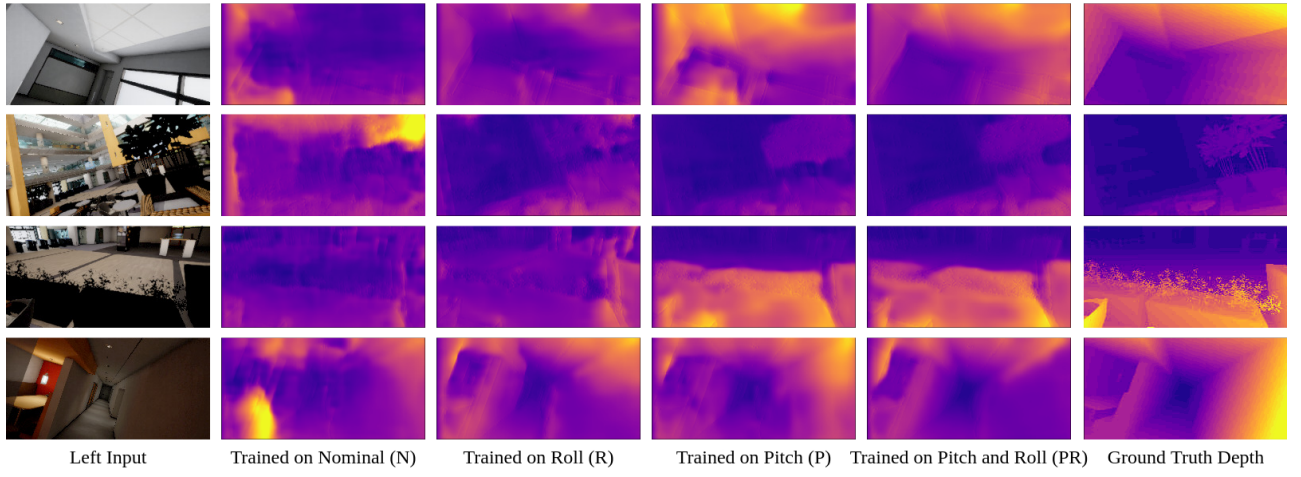 Left Input
Trained on Nominal (N)
Trained on Roll (R)
Trained on Pitch (P)
Trained on Pitch and Roll (PR)
Ground Truth Depth